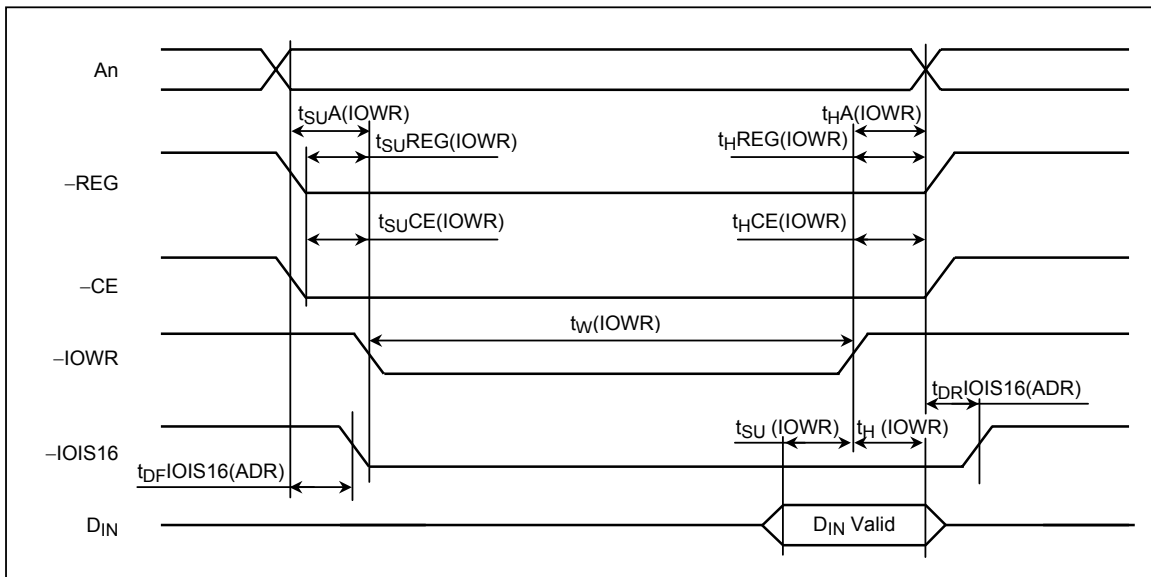 An
tSUA(IOWR)
tHA(IOWR)
tSUREG(IOWR)
tHREG(IOWR)
–REG
tSUCE(IOWR)
tHCE(IOWR)
–CE
tW(IOWR)
–IOWR
tDRIOIS16(ADR)
tSU (IOWR)
tH (IOWR)
–IOIS16
tDFIOIS16(ADR)
DIN
DIN Valid